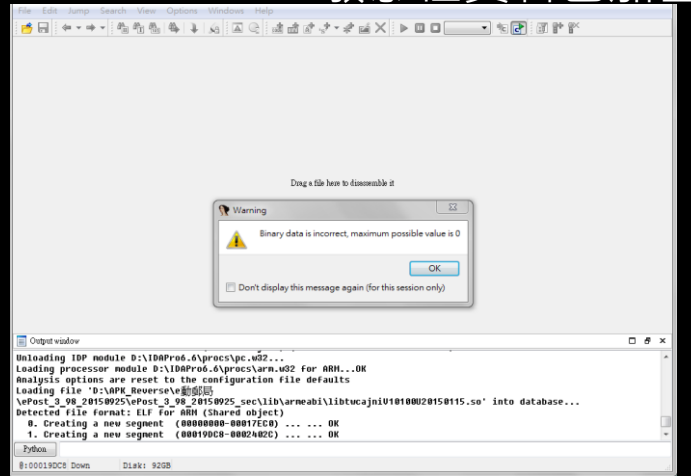 File Edit Jump Search View Options Windows Help
Drag a file here to disassemble it
Warning
Binary data is incorrect, maximum possible value is 0
OK
Don't display this message again (for this session only)
Output window
Unloading IDP module D:\IDAPro6.6\procs\pc.w32...
Loading processor module D:\IDAPro6.6\procs\arm.w32 for ARM...OK
Analysis options are reset to the configuration file defaults
Loading file 'D:\APK_Reverse\e動郵局
\ePost_3_98_20150925\ePost_3_98_20150925_sec\lib\armeabi\libtwcajniV10100U20150115.so' into database...
Detected file format: ELF for ARM (Shared object)
0. Creating a new segment (00000000-00017EC0) ... ... OK
1. Creating a new segment (00019DC8-0002402C) ... ... OK
Python
@:00019DC8 Down Disk: 92GB